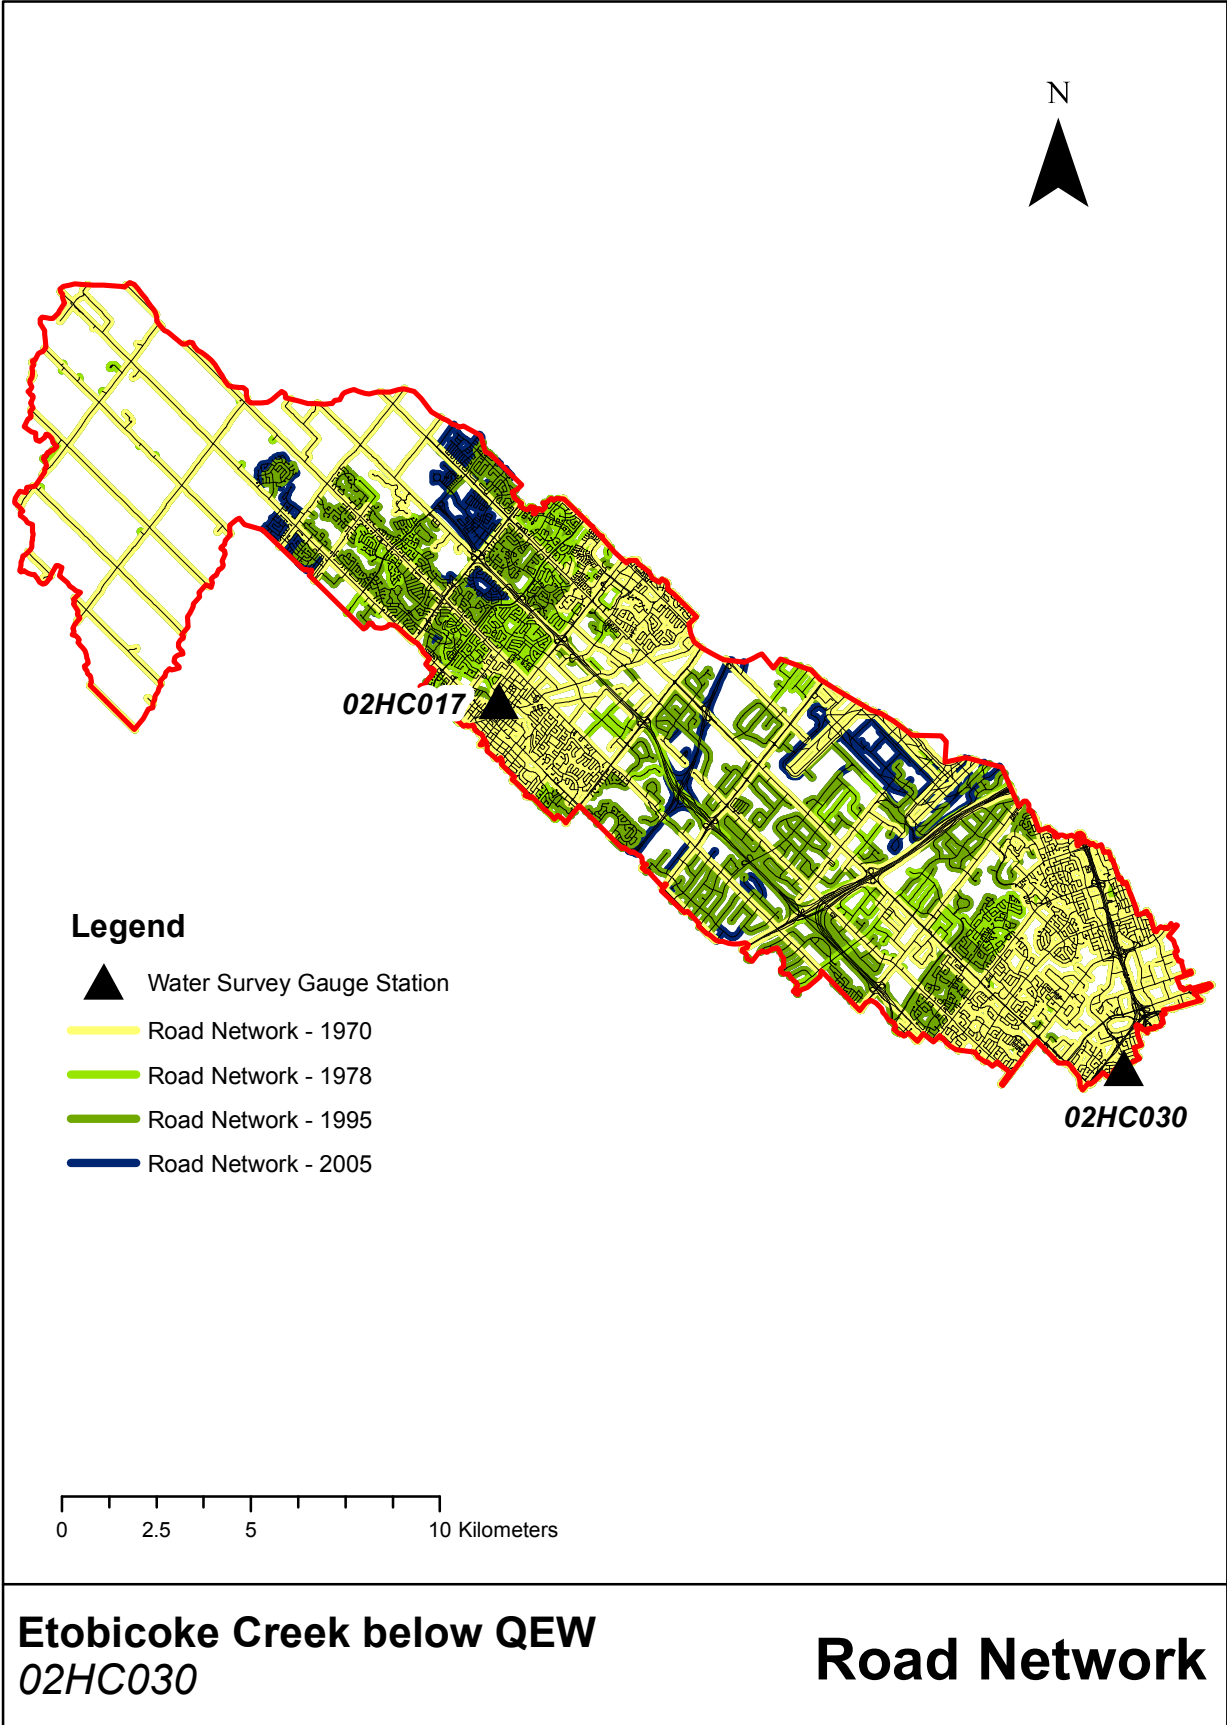 N
02HC017
02HC030
Legend
Water Survey Gauge Station
Road Network - 1970
Road Network - 1978
Road Network - 1995
Road Network - 2005
0 2.5 5 10 Kilometers
Etobicoke Creek below QEW
02HC030
Road Network